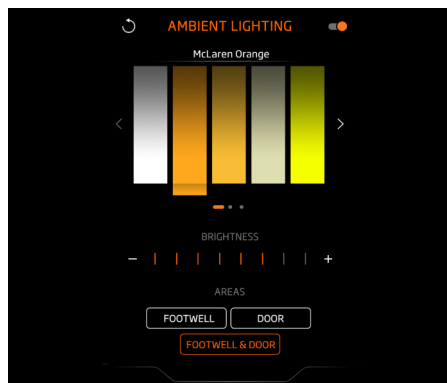 AMBIENT LIGHTING
McLaren Orange
BRIGHTNESS
AREAS
FOOTWELL DOOR
FOOTWELL & DOOR